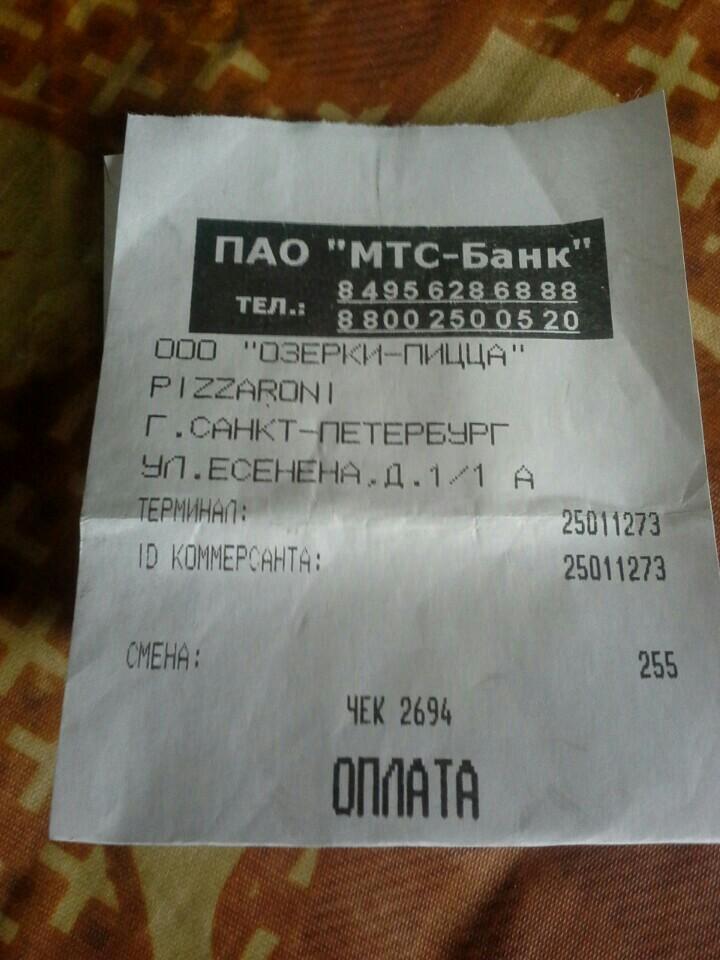 ПАО "МТС-Банк"
ТЕЛ.: 8 495 628 68 88
8 800 250 05 20
ООО "ОЗЕРКИ-ПИЦЦА"
PIZZARONI
Г.САНКТ-ПЕТЕРБУРГ
УЛ.ЕСЕНЕНА,Д.1/1 А
ТЕРМИНАЛ: 25011273
ID КОММЕРСАНТА: 25011273
СМЕНА: 255
ЧЕК 2694
ОПЛАТА